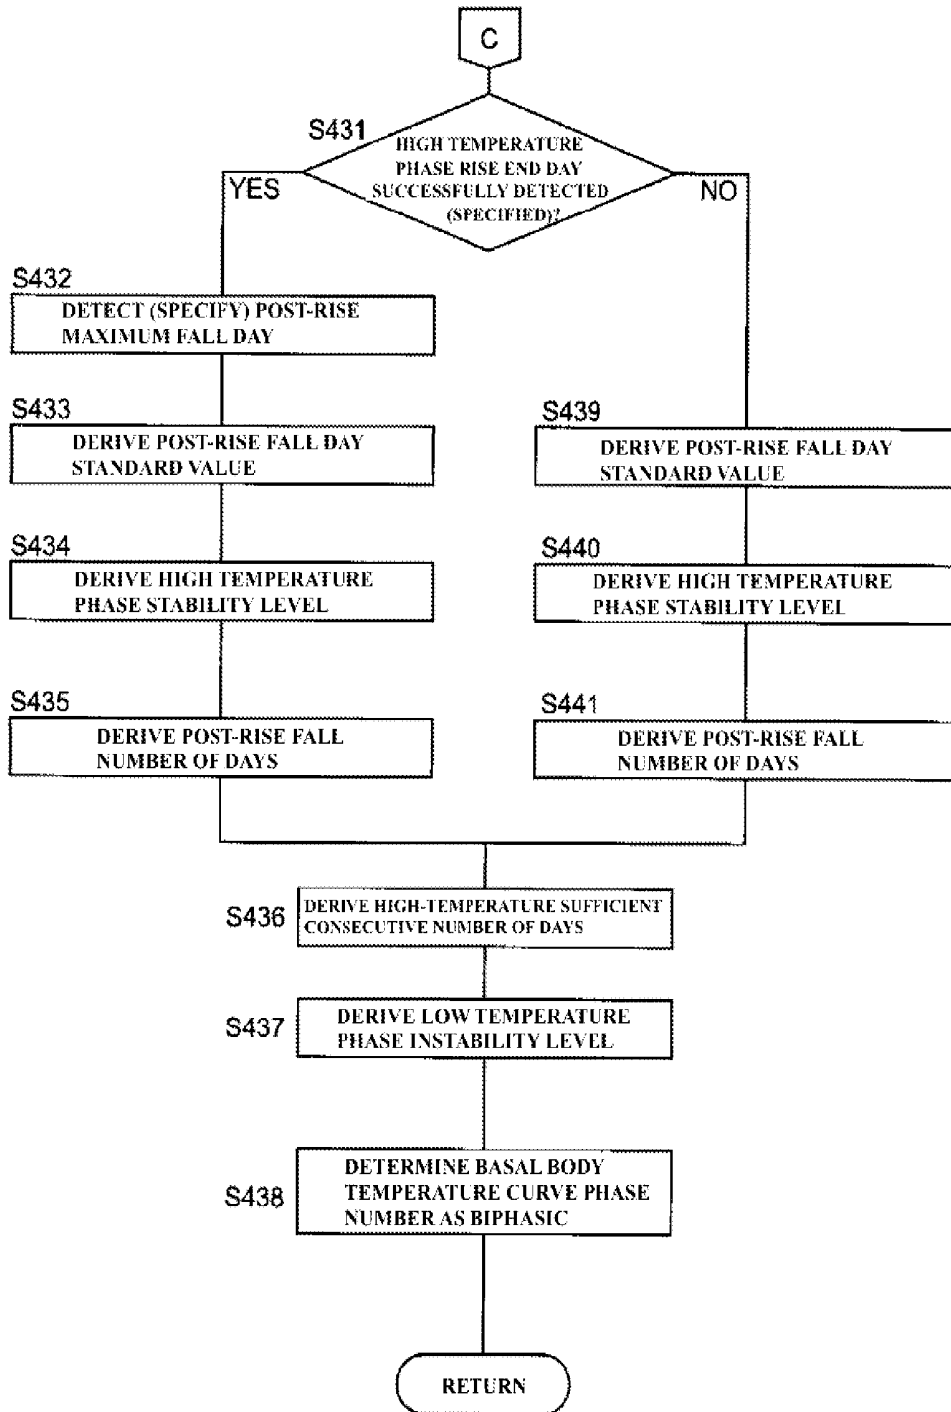 C
S431
HIGH TEMPERATURE
PHASE RISE END DAY
SUCCESSFULLY DETECTED
(SPECIFIED)?
YES
NO
S432
DETECT (SPECIFY) POST-RISE
MAXIMUM FALL DAY
S433
DERIVE POST-RISE FALL DAY
STANDARD VALUE
S434
DERIVE HIGH TEMPERATURE
PHASE STABILITY LEVEL
S435
DERIVE POST-RISE FALL
NUMBER OF DAYS
S439
DERIVE POST-RISE FALL DAY
STANDARD VALUE
S440
DERIVE HIGH TEMPERATURE
PHASE STABILITY LEVEL
S441
DERIVE POST-RISE FALL
NUMBER OF DAYS
S436
DERIVE HIGH-TEMPERATURE SUFFICIENT
CONSECUTIVE NUMBER OF DAYS
S437
DERIVE LOW TEMPERATURE
PHASE INSTABILITY LEVEL
S438
DETERMINE BASAL BODY
TEMPERATURE CURVE PHASE
NUMBER AS BIPHASIC
RETURN